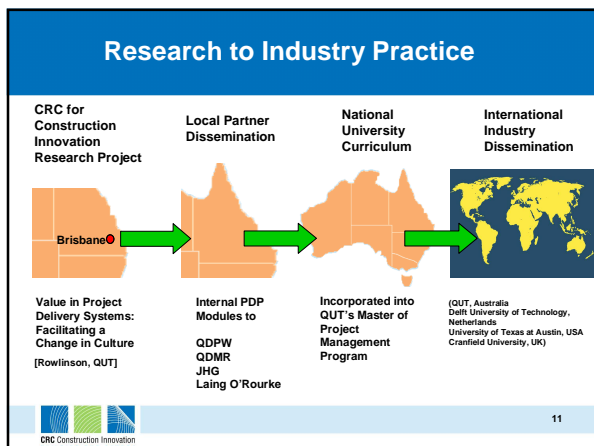 Research to Industry Practice
CRC for
Construction
Innovation
Research Project
Local Partner
Dissemination
National
University
Curriculum
International
Industry
Dissemination
Brisbane
Value in Project
Delivery Systems:
Facilitating a
Change in Culture
[Rowlinson, QUT]
Internal PDP
Modules to
QDPW
QDMR
JHG
Laing O'Rourke
Incorporated into
QUT's Master of
Project
Management
Program
(QUT, Australia
Delft University of Technology,
Netherlands
University of Texas at Austin, USA
Cranfield University, UK)
CRC Construction Innovation
11